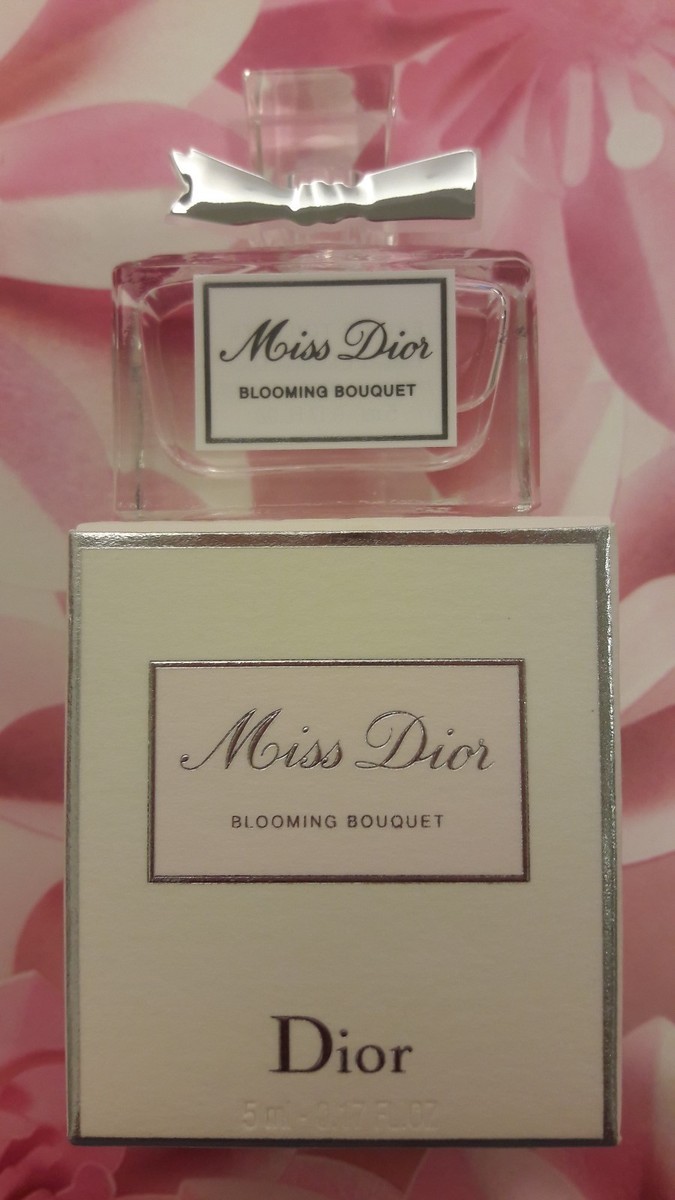 Miss Dior
BLOOMING BOUQUET
Miss Dior
BLOOMING BOUQUET
Dior
5 ml - 0.17 FL.OZ